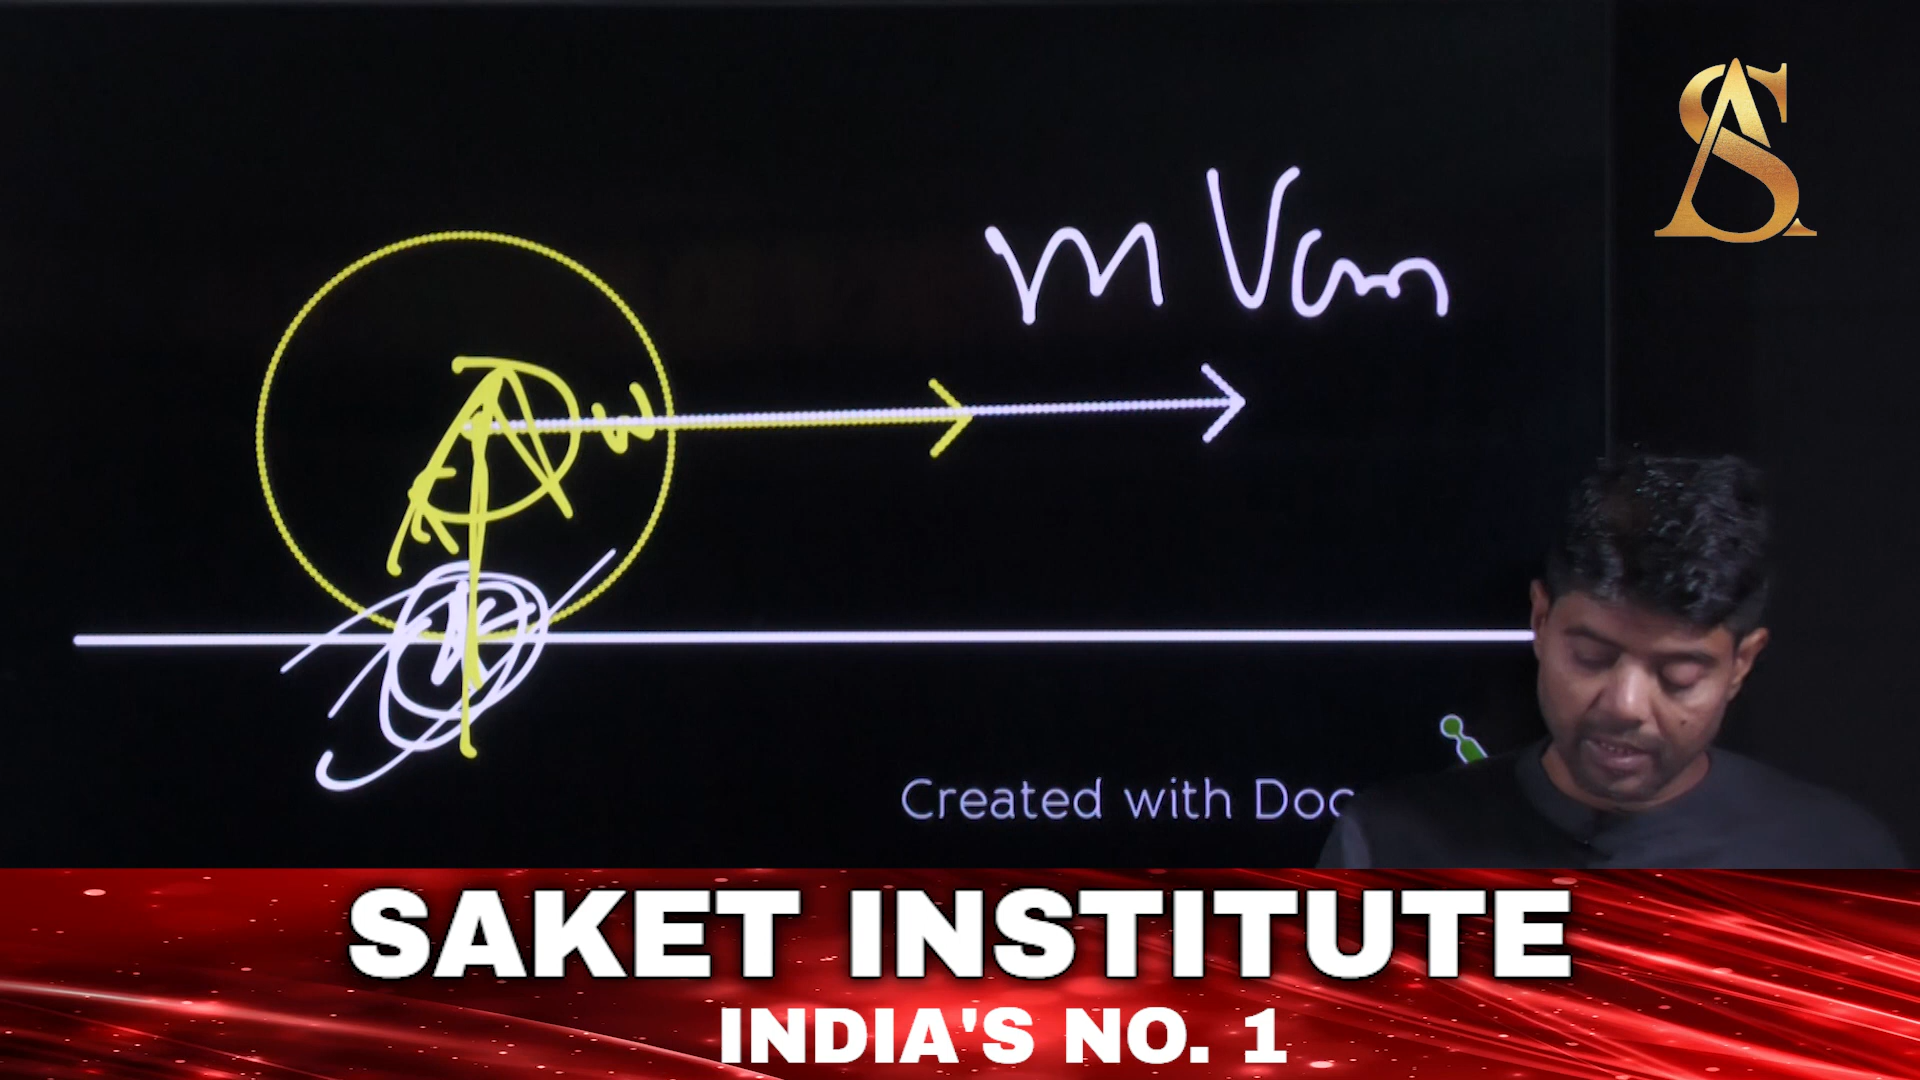 m Vcm
w
Created with Doc
SAKET INSTITUTE
INDIA'S NO. 1